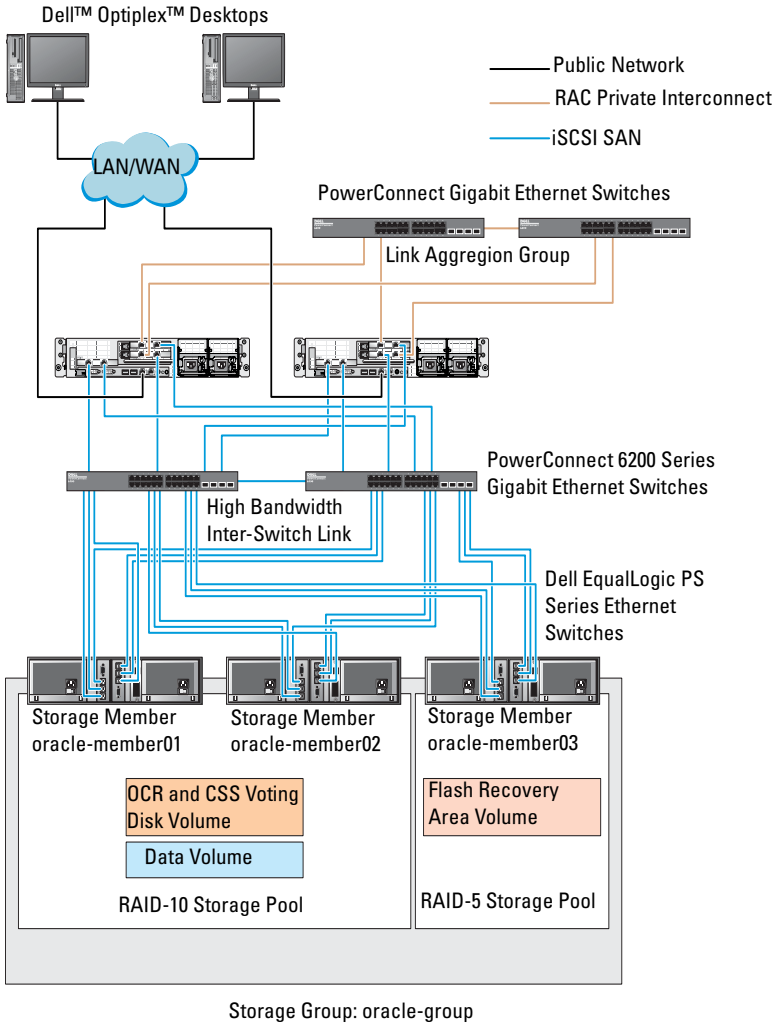 Dell™ Optiplex™ Desktops
Public Network
RAC Private Interconnect
iSCSI SAN
LAN/WAN
PowerConnect Gigabit Ethernet Switches
Link Aggregion Group
PowerConnect 6200 Series
Gigabit Ethernet Switches
High Bandwidth
Inter-Switch Link
Dell EqualLogic PS
Series Ethernet
Switches
Storage Member
oracle-member01
Storage Member
oracle-member02
Storage Member
oracle-member03
OCR and CSS Voting
Disk Volume
Data Volume
Flash Recovery
Area Volume
RAID-10 Storage Pool
RAID-5 Storage Pool
Storage Group: oracle-group